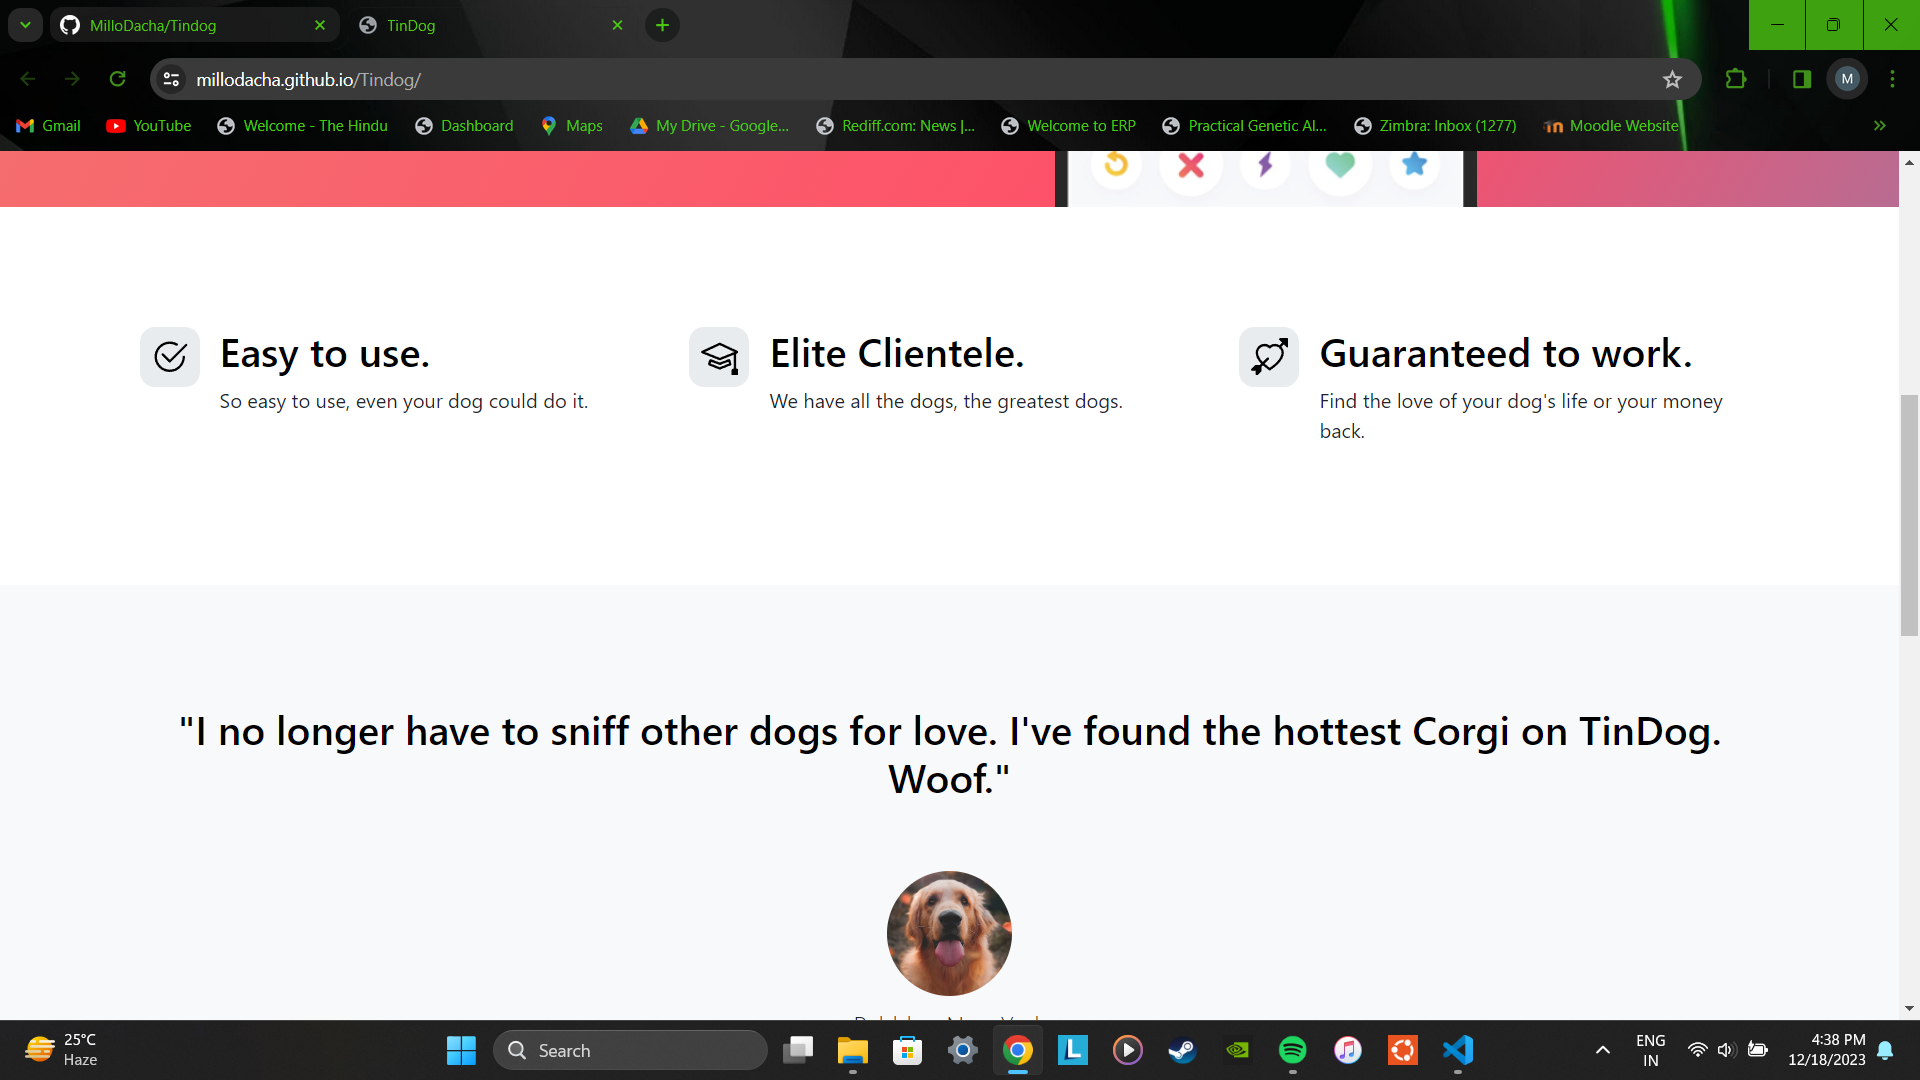 MilloDacha/Tindog
TinDog
millodacha.github.io/Tindog/
M
Gmail
YouTube
Welcome - The Hindu
Dashboard
Maps
My Drive - Google...
Rediff.com: News |...
Welcome to ERP
Practical Genetic Al...
Zimbra: Inbox (1277)
Moodle Website
Easy to use.
So easy to use, even your dog could do it.
Elite Clientele.
We have all the dogs, the greatest dogs.
Guaranteed to work.
Find the love of your dog's life or your money
back.
"I no longer have to sniff other dogs for love. I've found the hottest Corgi on TinDog.
Woof."
25°C
Haze
Search
L
ENG
IN
4:38 PM
12/18/2023